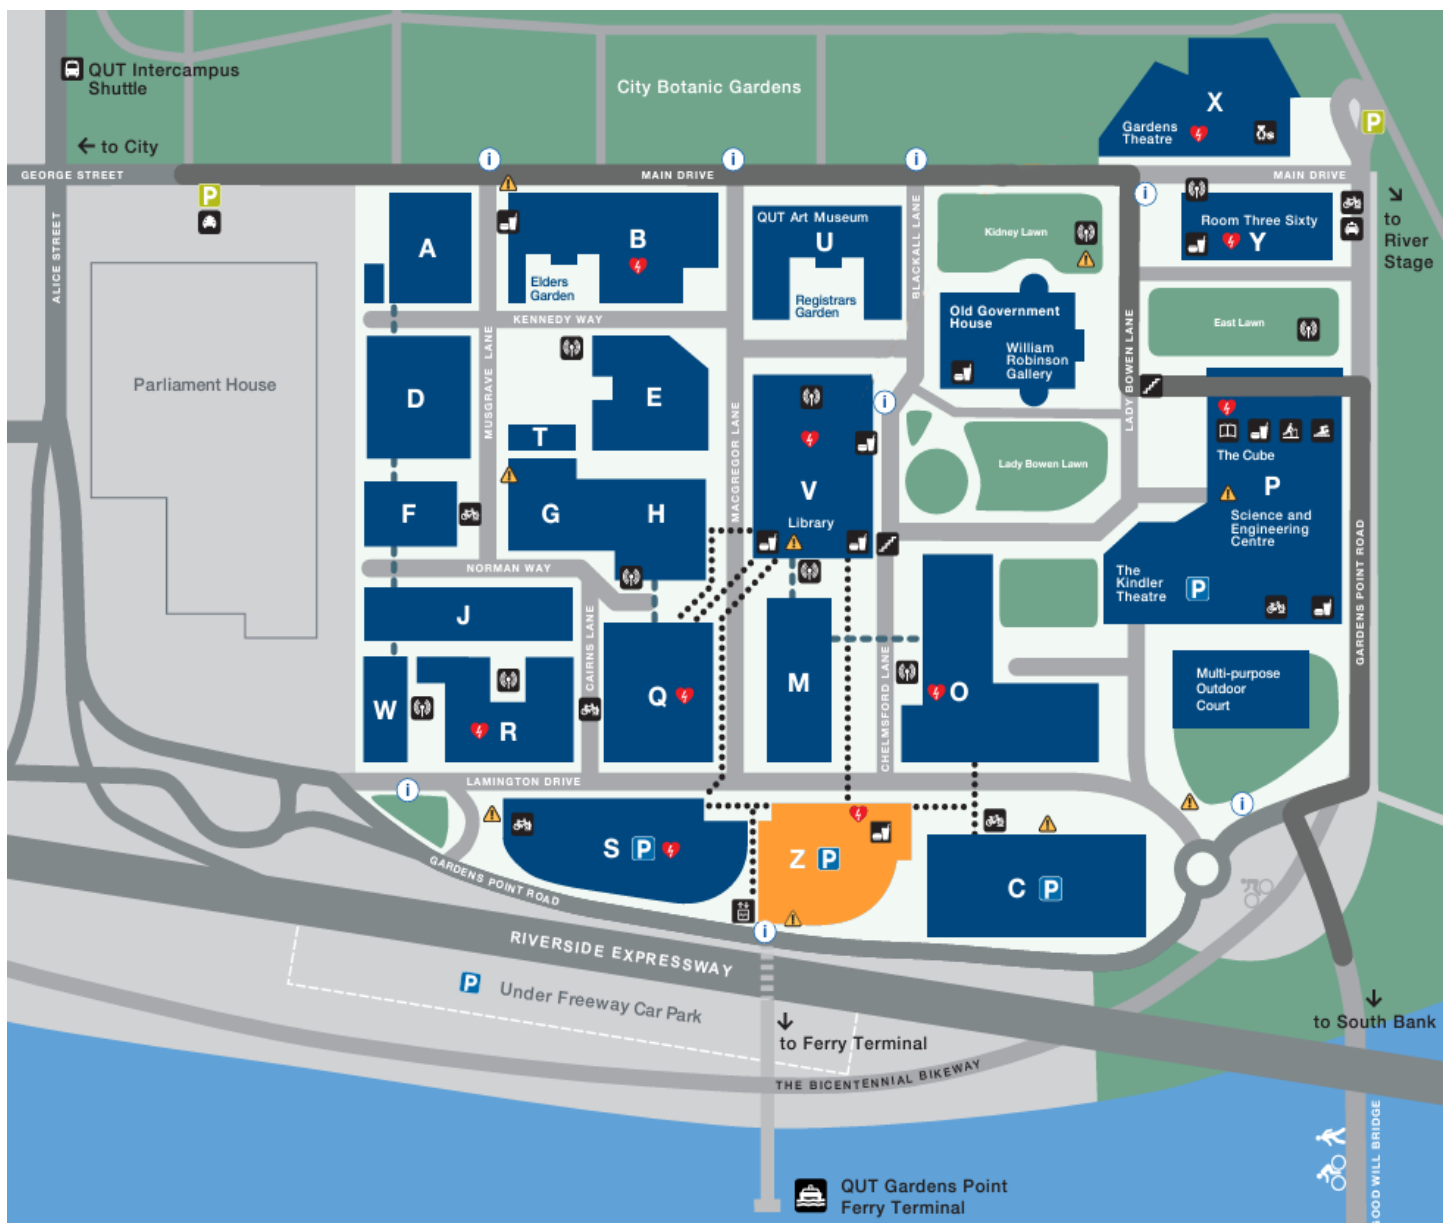 QUT Intercampus
Shuttle
← to City
City Botanic Gardens
X
Gardens
Theatre
P
GEORGE STREET
MAIN DRIVE
MAIN DRIVE
i
i
i
i
P
ALICE STREET
A
B
Elders
Garden
QUT Art Museum
U
Registrars
Garden
BLACKALL LANE
Kidney Lawn
Room Three Sixty
Y
to
River
Stage
KENNEDY WAY
Old Government
House
William
Robinson
Gallery
LADY BOWEN LANE
East Lawn
Parliament House
MUSGRAVE LANE
D
E
T
MACGREGOR LANE
i
V
Library
Lady Bowen Lawn
The Cube
P
Science and
Engineering
Centre
The
Kindler
Theatre
P
F
G
H
NORMAN WAY
J
CAIRNS LANE
GARDENS POINT ROAD
W
R
Q
M
CHELMSFORD LANE
O
Multi-purpose
Outdoor
Court
LAMINGTON DRIVE
i
i
S
P
Z
P
C
P
GARDENS POINT ROAD
i
RIVERSIDE EXPRESSWAY
P
Under Freeway Car Park
to Ferry Terminal
to South Bank
THE BICENTENNIAL BIKEWAY
GOODWILL BRIDGE
QUT Gardens Point
Ferry Terminal